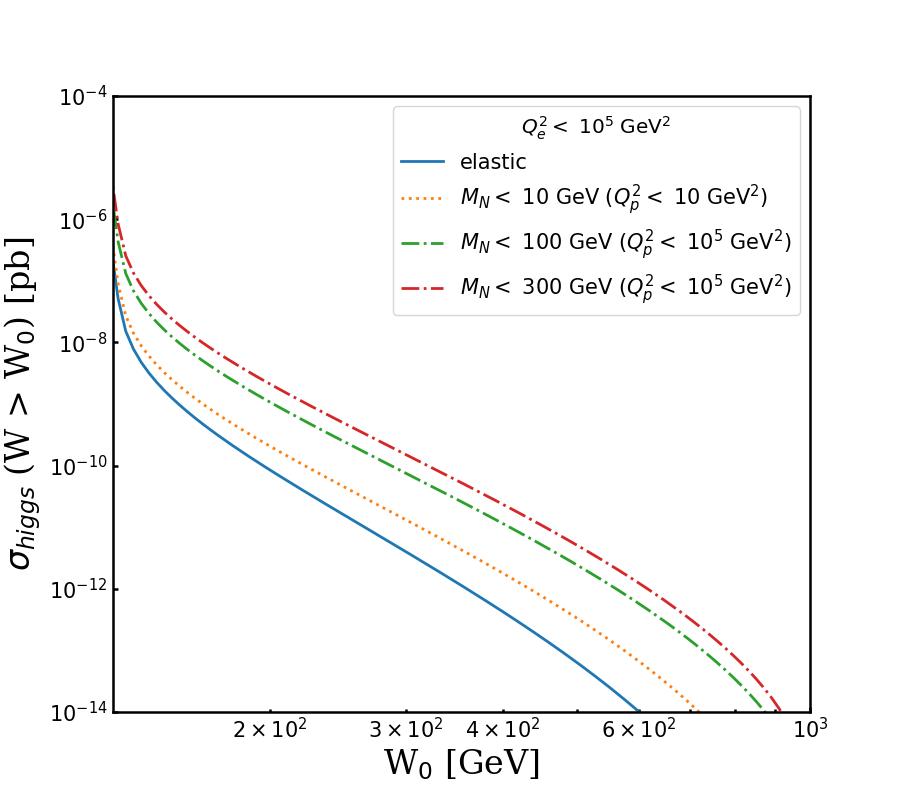 Q_e^2 < 10^5 GeV^2
elastic
M_N < 10 GeV (Q_p^2 < 10 GeV^2)
M_N < 100 GeV (Q_p^2 < 10^5 GeV^2)
M_N < 300 GeV (Q_p^2 < 10^5 GeV^2)
σ_higgs (W > W_0) [pb]
10^−4
10^−6
10^−8
10^−10
10^−12
10^−14
2 × 10^2 3 × 10^2 4 × 10^2 6 × 10^2 10^3
W_0 [GeV]